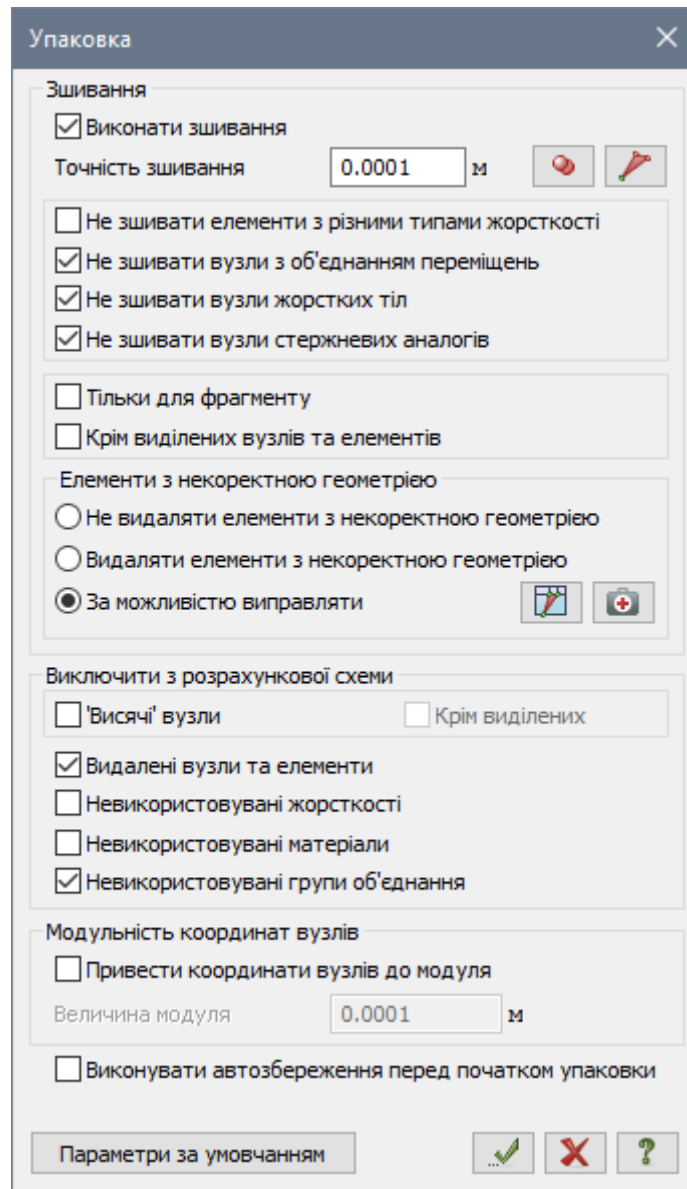 Упаковка
Зшивання
Виконати зшивання
Точність зшивання 0.0001 м
Не зшивати елементи з різними типами жорсткості
Не зшивати вузли з об'єднанням переміщень
Не зшивати вузли жорстких тіл
Не зшивати вузли стержневих аналогів
Тільки для фрагменту
Крім виділених вузлів та елементів
Елементи з некоректною геометрією
Не видаляти елементи з некоректною геометрією
Видаляти елементи з некоректною геометрією
За можливістю виправляти
Виключити з розрахункової схеми
'Висячі' вузли Крім виділених
Видалені вузли та елементи
Невикористовувані жорсткості
Невикористовувані матеріали
Невикористовувані групи об'єднання
Модульність координат вузлів
Привести координати вузлів до модуля
Величина модуля 0.0001 м
Виконувати автозбереження перед початком упаковки
Параметри за умовчанням ?